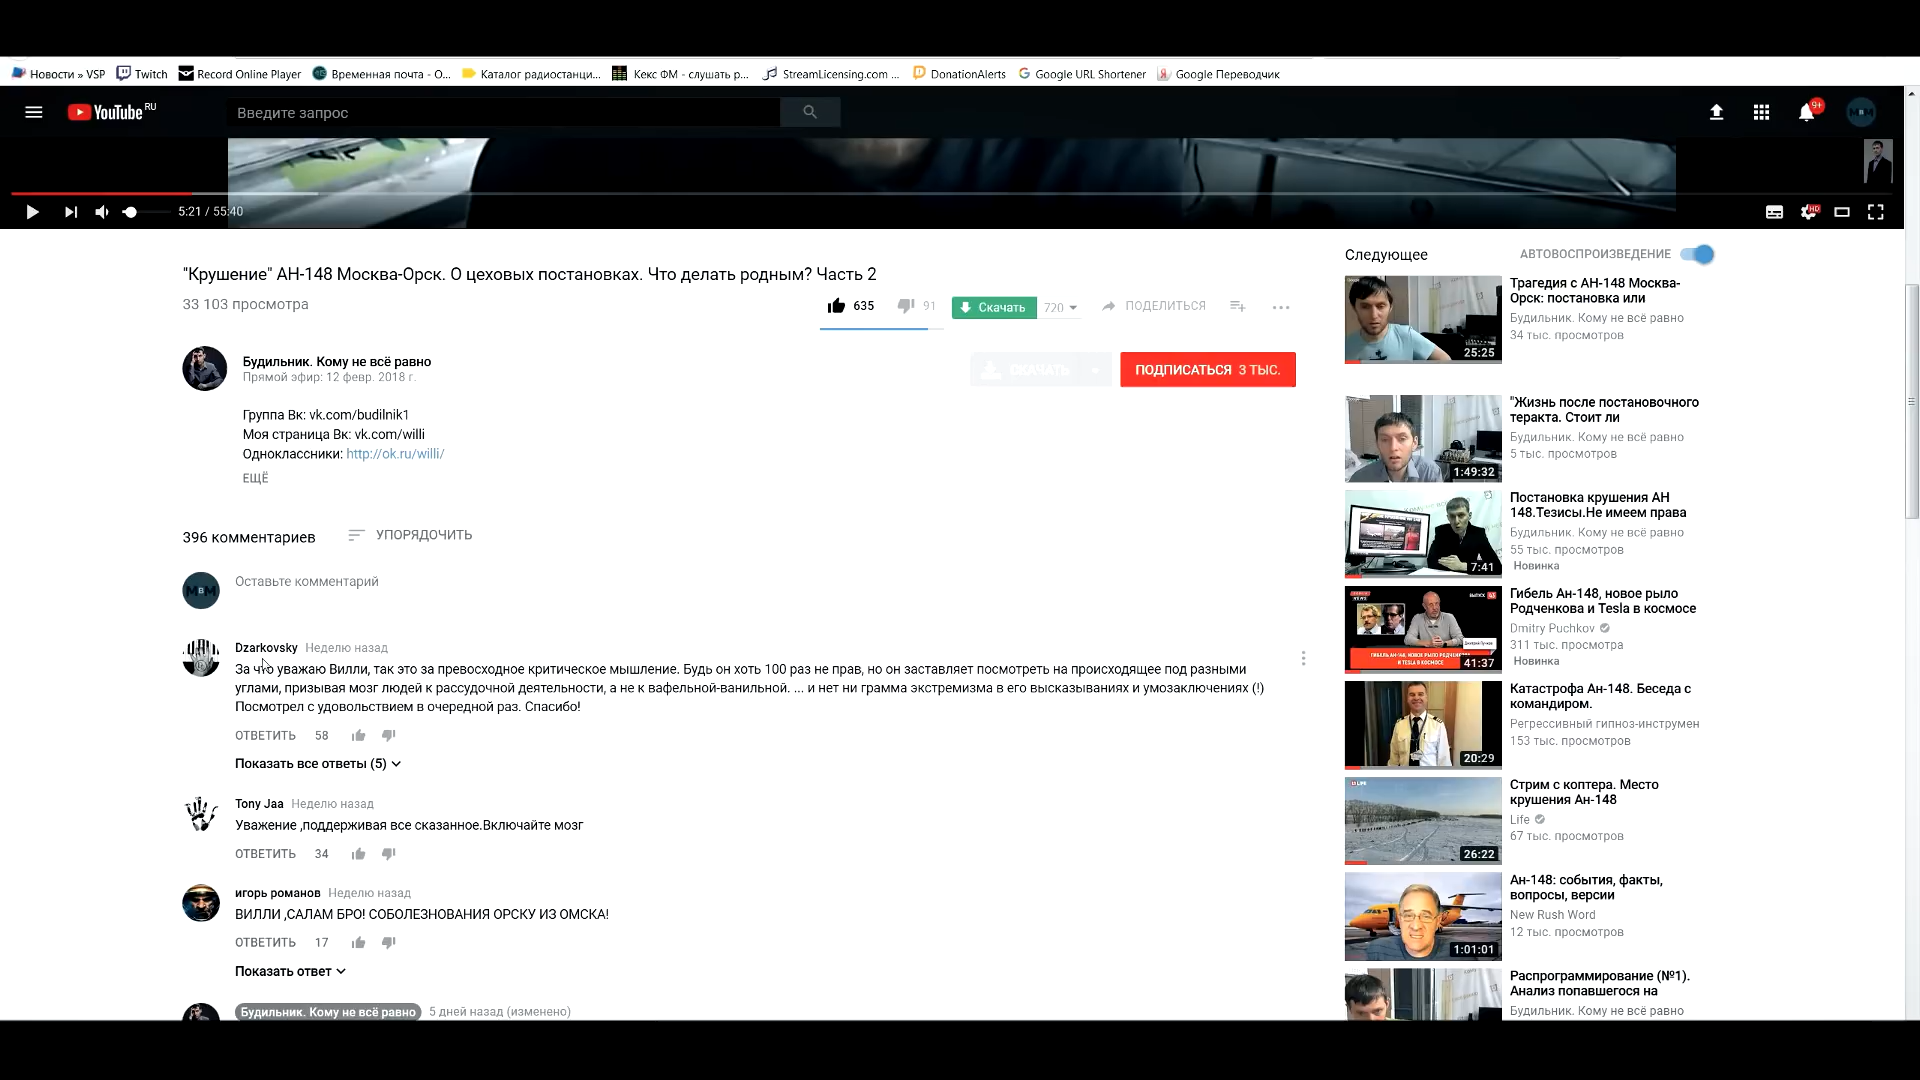 Новости » VSP
Twitch
Record Online Player
Временная почта - О...
Каталог радиостанци...
Кекс ФМ - слушать р...
StreamLicensing.com ...
DonationAlerts
Google URL Shortener
Google Переводчик
YouTube RU
Введите запрос
9+
5:21 / 55:40
HD
"Крушение" АН-148 Москва-Орск. О цеховых постановках. Что делать родным? Часть 2
33 103 просмотра
635
91
Скачать
720
ПОДЕЛИТЬСЯ
Будильник. Кому не всё равно
Прямой эфир: 12 февр. 2018 г.
СКАЧАТЬ
ПОДПИСАТЬСЯ 3 ТЫС.
Группа Вк: vk.com/budilnik1
Моя страница Вк: vk.com/willi
Одноклассники: http://ok.ru/willi/
ЕЩЁ
396 комментариев
УПОРЯДОЧИТЬ
Оставьте комментарий
Dzarkovsky Неделю назад
За что уважаю Вилли, так это за превосходное критическое мышление. Будь он хоть 100 раз не прав, но он заставляет посмотреть на происходящее под разными
углами, призывая мозг людей к рассудочной деятельности, а не к вафельной-ванильной. ... и нет ни грамма экстремизма в его высказываниях и умозаключениях (!)
Посмотрел с удовольствием в очередной раз. Спасибо!
ОТВЕТИТЬ 58
Показать все ответы (5)
Tony Jaa Неделю назад
Уважение ,поддерживая все сказанное.Включайте мозг
ОТВЕТИТЬ 34
игорь романов Неделю назад
ВИЛЛИ ,САЛАМ БРО! СОБОЛЕЗНОВАНИЯ ОРСКУ ИЗ ОМСКА!
ОТВЕТИТЬ 17
Показать ответ
Будильник. Кому не всё равно 5 дней назад (изменено)
Следующее
АВТОВОСПРОИЗВЕДЕНИЕ
25:25
Трагедия с АН-148 Москва-
Орск: постановка или
Будильник. Кому не всё равно
34 тыс. просмотров
1:49:32
"Жизнь после постановочного
теракта. Стоит ли
Будильник. Кому не всё равно
5 тыс. просмотров
7:41
Постановка крушения АН
148.Тезисы.Не имеем права
Будильник. Кому не всё равно
55 тыс. просмотров
Новинка
41:37
Гибель Ан-148, новое рыло
Родченкова и Tesla в космосе
Dmitry Puchkov
311 тыс. просмотра
Новинка
20:29
Катастрофа Ан-148. Беседа с
командиром.
Регрессивный гипноз-инструмен
153 тыс. просмотров
LIFE
26:22
Стрим с коптера. Место
крушения Ан-148
Life
67 тыс. просмотров
1:01:01
Ан-148: события, факты,
вопросы, версии
New Rush Word
12 тыс. просмотров
Распрограммирование (№1).
Анализ попавшегося на
Будильник. Кому не всё равно